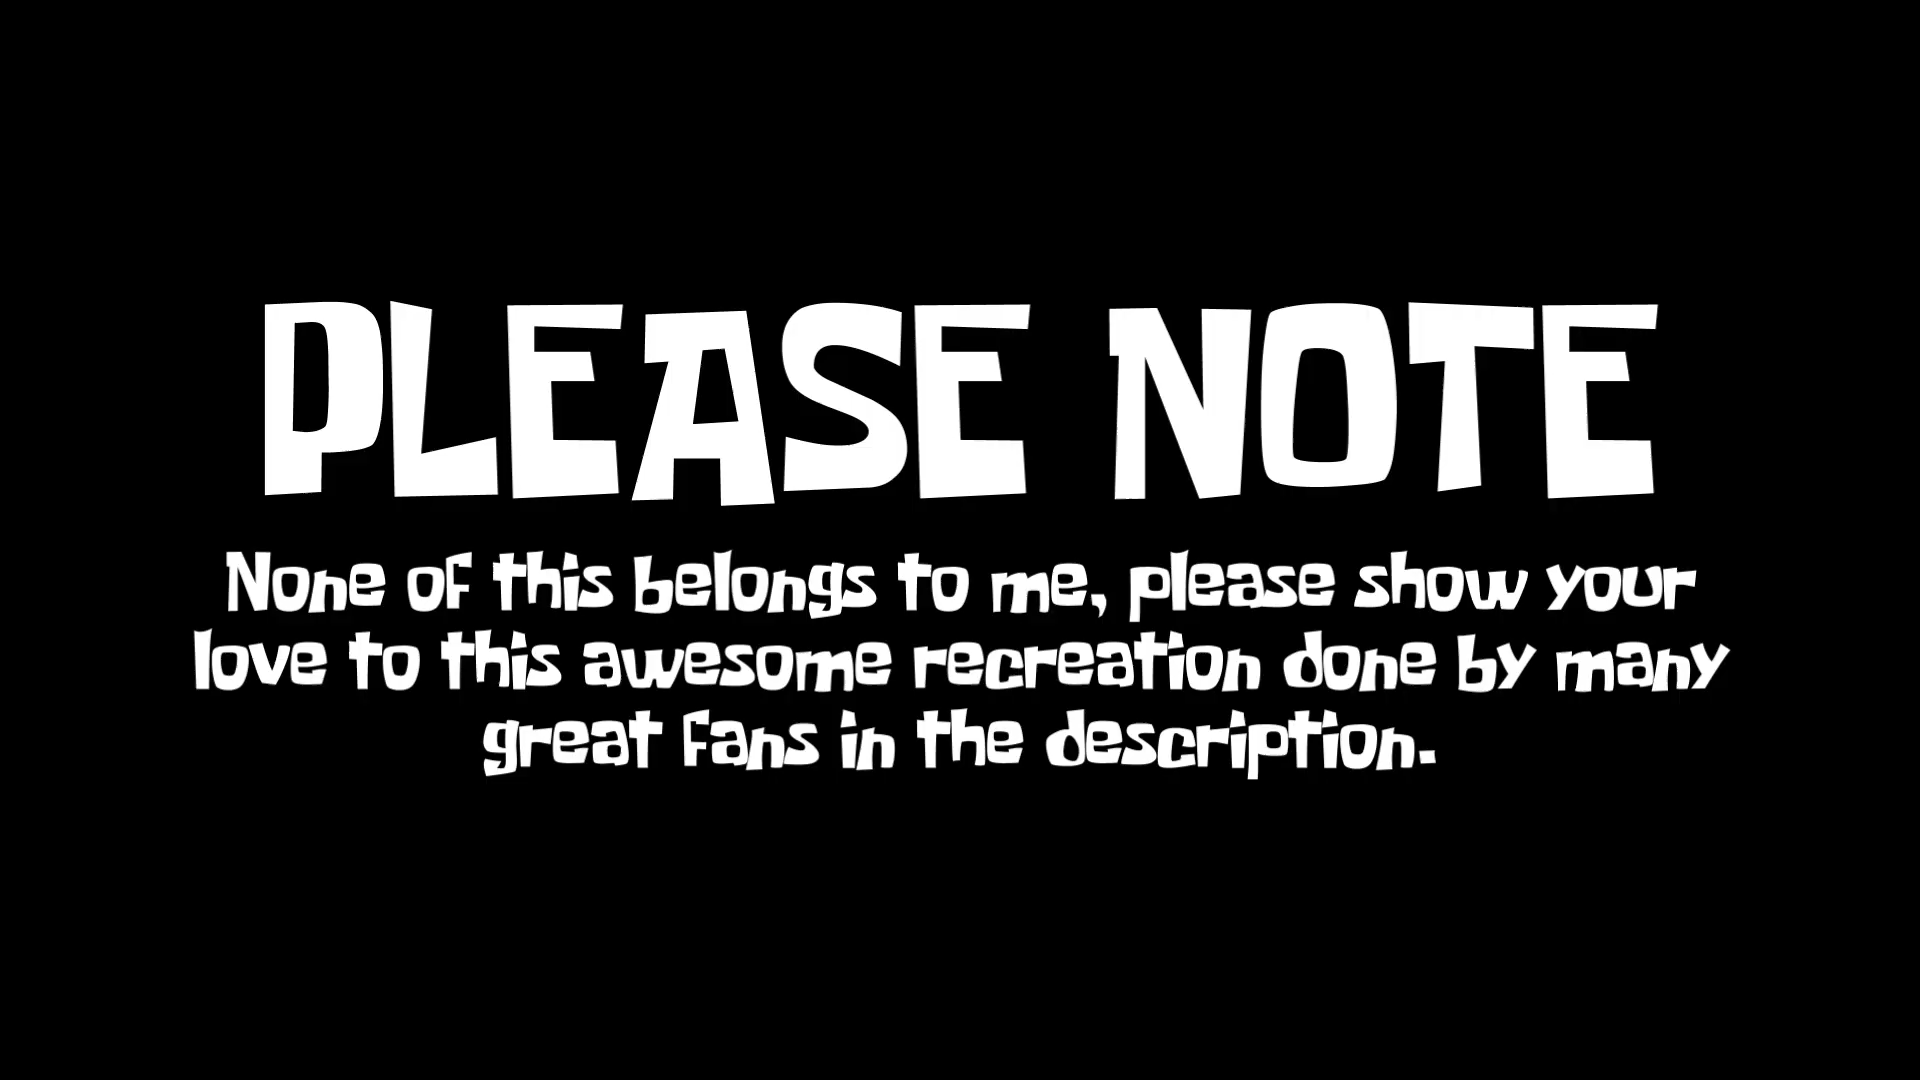 PLEASE NOTE
None of this belongs to me, please show your
love to this awesome recreation done by many
great fans in the description.